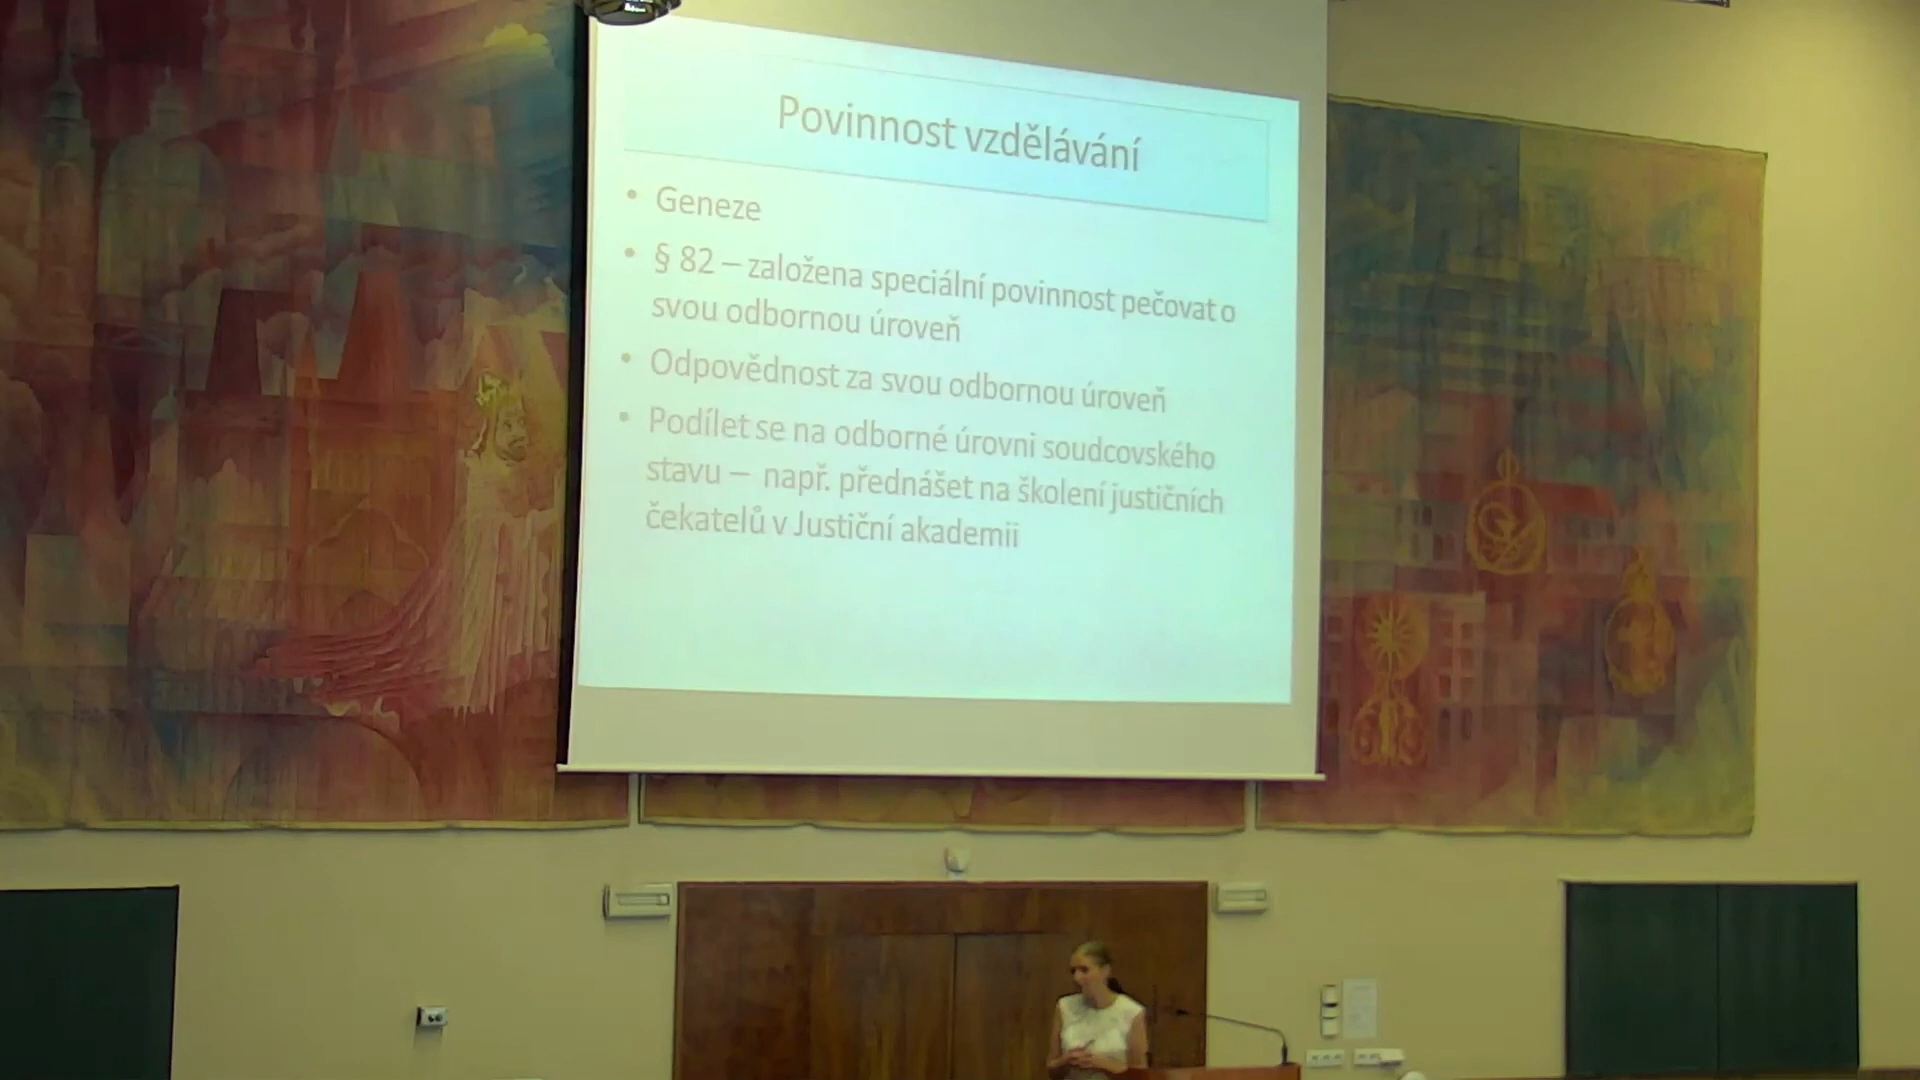 Povinnost vzdělávání
• Geneze
• § 82 – založena speciální povinnost pečovat o
svou odbornou úroveň
• Odpovědnost za svou odbornou úroveň
• Podílet se na odborné úrovni soudcovského
stavu – např. přednášet na školení justičních
čekatelů v Justiční akademii